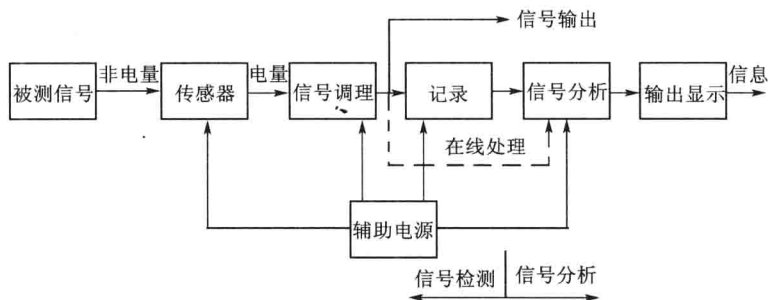 信号输出
非电量
电量
信息
被测信号
传感器
信号调理
记录
信号分析
输出显示
在线处理
辅助电源
信号检测
信号分析